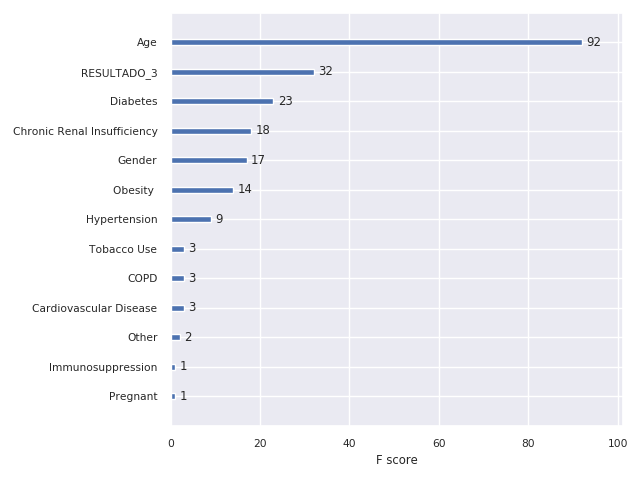 Age 92
RESULTADO_3 32
Diabetes 23
Chronic Renal Insufficiency 18
Gender 17
Obesity 14
Hypertension 9
Tobacco Use 3
COPD 3
Cardiovascular Disease 3
Other 2
Immunosuppression 1
Pregnant 1
0 20 40 60 80 100
F score